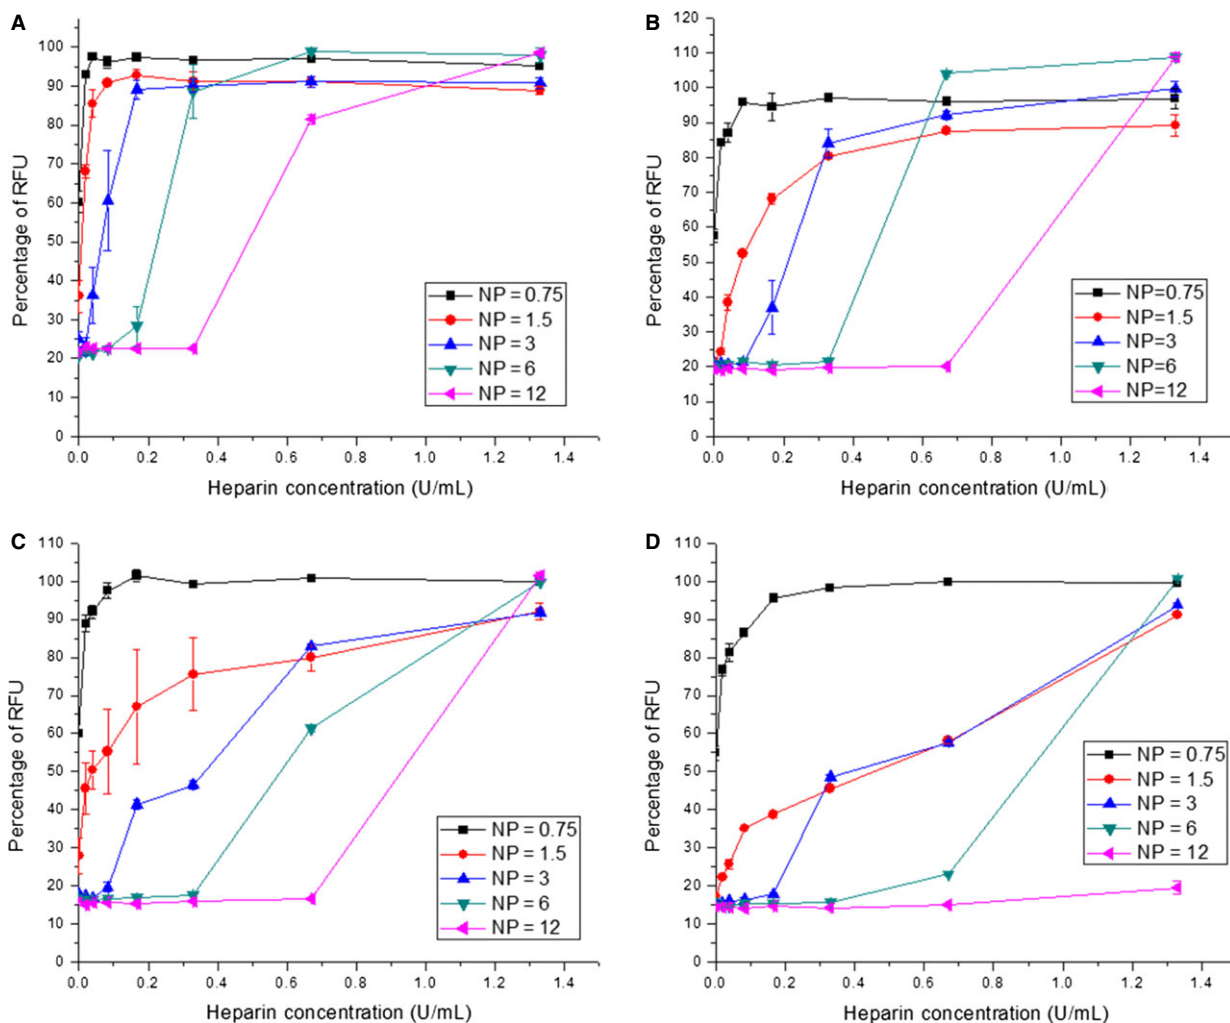 A
100
90
80
70
60
50
40
30
20
10
0
Percentage of RFU
NP = 0.75
NP = 1.5
NP = 3
NP = 6
NP = 12
0.0 0.2 0.4 0.6 0.8 1.0 1.2 1.4
Heparin concentration (U/mL)
B
120
110
100
90
80
70
60
50
40
30
20
10
0
Percentage of RFU
NP=0.75
NP=1.5
NP=3
NP=6
NP=12
0.0 0.2 0.4 0.6 0.8 1.0 1.2 1.4
Heparin concentration (U/mL)
C
110
100
90
80
70
60
50
40
30
20
10
0
Percentage of RFU
NP = 0.75
NP = 1.5
NP = 3
NP = 6
NP = 12
0.0 0.2 0.4 0.6 0.8 1.0 1.2 1.4
Heparin concentration (U/mL)
D
110
100
90
80
70
60
50
40
30
20
10
0
Percentage of RFU
NP = 0.75
NP = 1.5
NP = 3
NP = 6
NP = 12
0.0 0.2 0.4 0.6 0.8 1.0 1.2 1.4
Heparin concentration (U/mL)